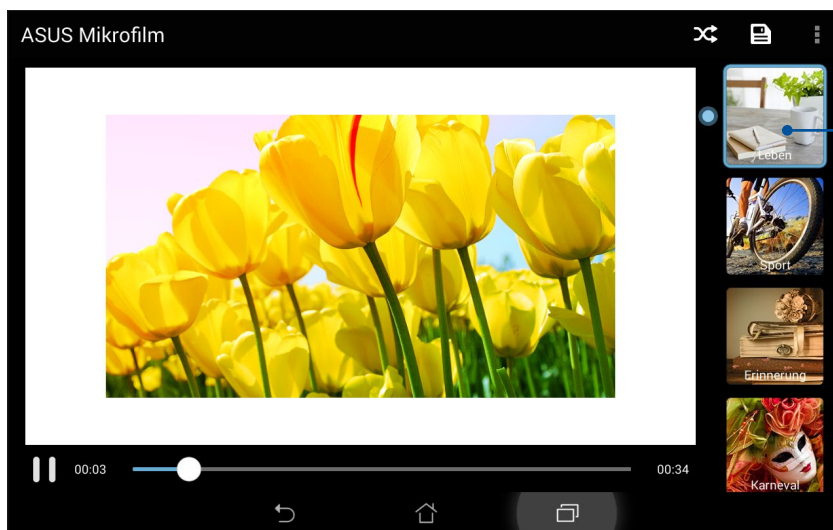 ASUS Mikrofilm
Leben
Sport
Erinnerung
Karneval
00:03
00:34